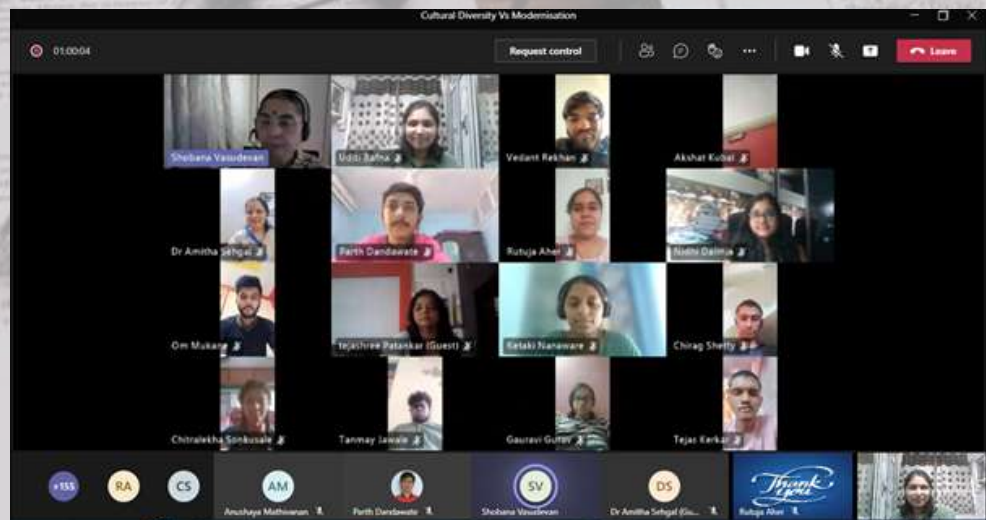 Cultural Diversity Vs Modernisation
01:00:04
Request control
Leave
Shobana Vasudevan
Uditi Bafna
Vedant Rekhan
Akshat Kubal
Dr Amitha Sehgal
Parth Dandawate
Rutuja Aher
Nidhi Dalmia
Om Mukane
tejashree Patankar (Guest)
Ketaki Nanaware
Chirag Shetty
Chitralekha Sonkusale
Tanmay Jawale
Gauravi Gurav
Tejas Kerkar
+155
RA
CS
AM
SV
DS
Thank you
Anushaya Mathivanan
Parth Dandawate
Shobana Vasudevan
Dr Amitha Sehgal (Gu...
Rutuja Aher